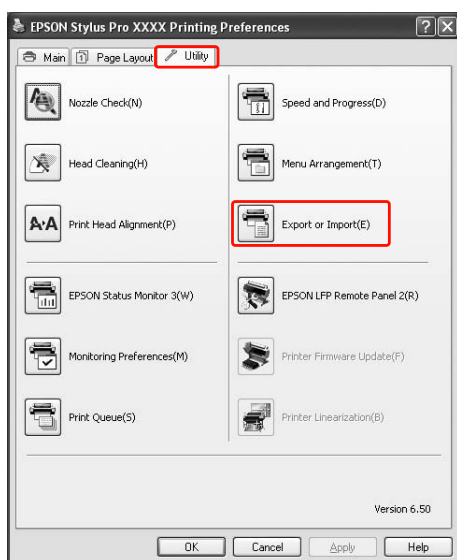 EPSON Stylus Pro XXXX Printing Preferences
Main Page Layout Utility
Nozzle Check(N)
Speed and Progress(D)
Head Cleaning(H)
Menu Arrangement(T)
A·A
Print Head Alignment(P)
Export or Import(E)
EPSON Status Monitor 3(W)
EPSON LFP Remote Panel 2(R)
Monitoring Preferences(M)
Printer Firmware Update(F)
Print Queue(S)
Printer Linearization(B)
Version 6.50
OK Cancel Apply Help